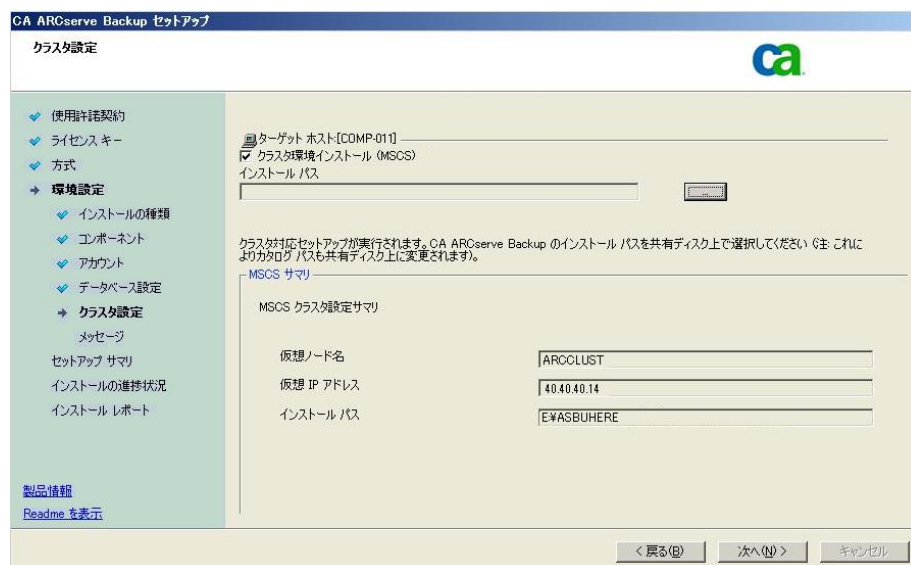 CA ARCserve Backup セットアップ
クラスタ設定
ca
使用許諾契約
ライセンス キー
方式
環境設定
インストールの種類
コンポーネント
アカウント
データベース設定
クラスタ設定
メッセージ
セットアップ サマリ
インストールの進捗状況
インストール レポート
製品情報
Readme を表示
ターゲット ホスト:[COMP-011]
クラスタ環境インストール (MSCS)
インストール パス
...
クラスタ対応セットアップが実行されます。CA ARCserve Backup のインストール パスを共有ディスク上で選択してください (注: これに
よりカタログ パスも共有ディスク上に変更されます)。
MSCS サマリ
MSCS クラスタ設定サマリ
仮想ノード名 ARCCLUST
仮想 IP アドレス 40.40.40.14
インストール パス E:¥ASBUHERE
< 戻る(B) 次へ(N) > キャンセル